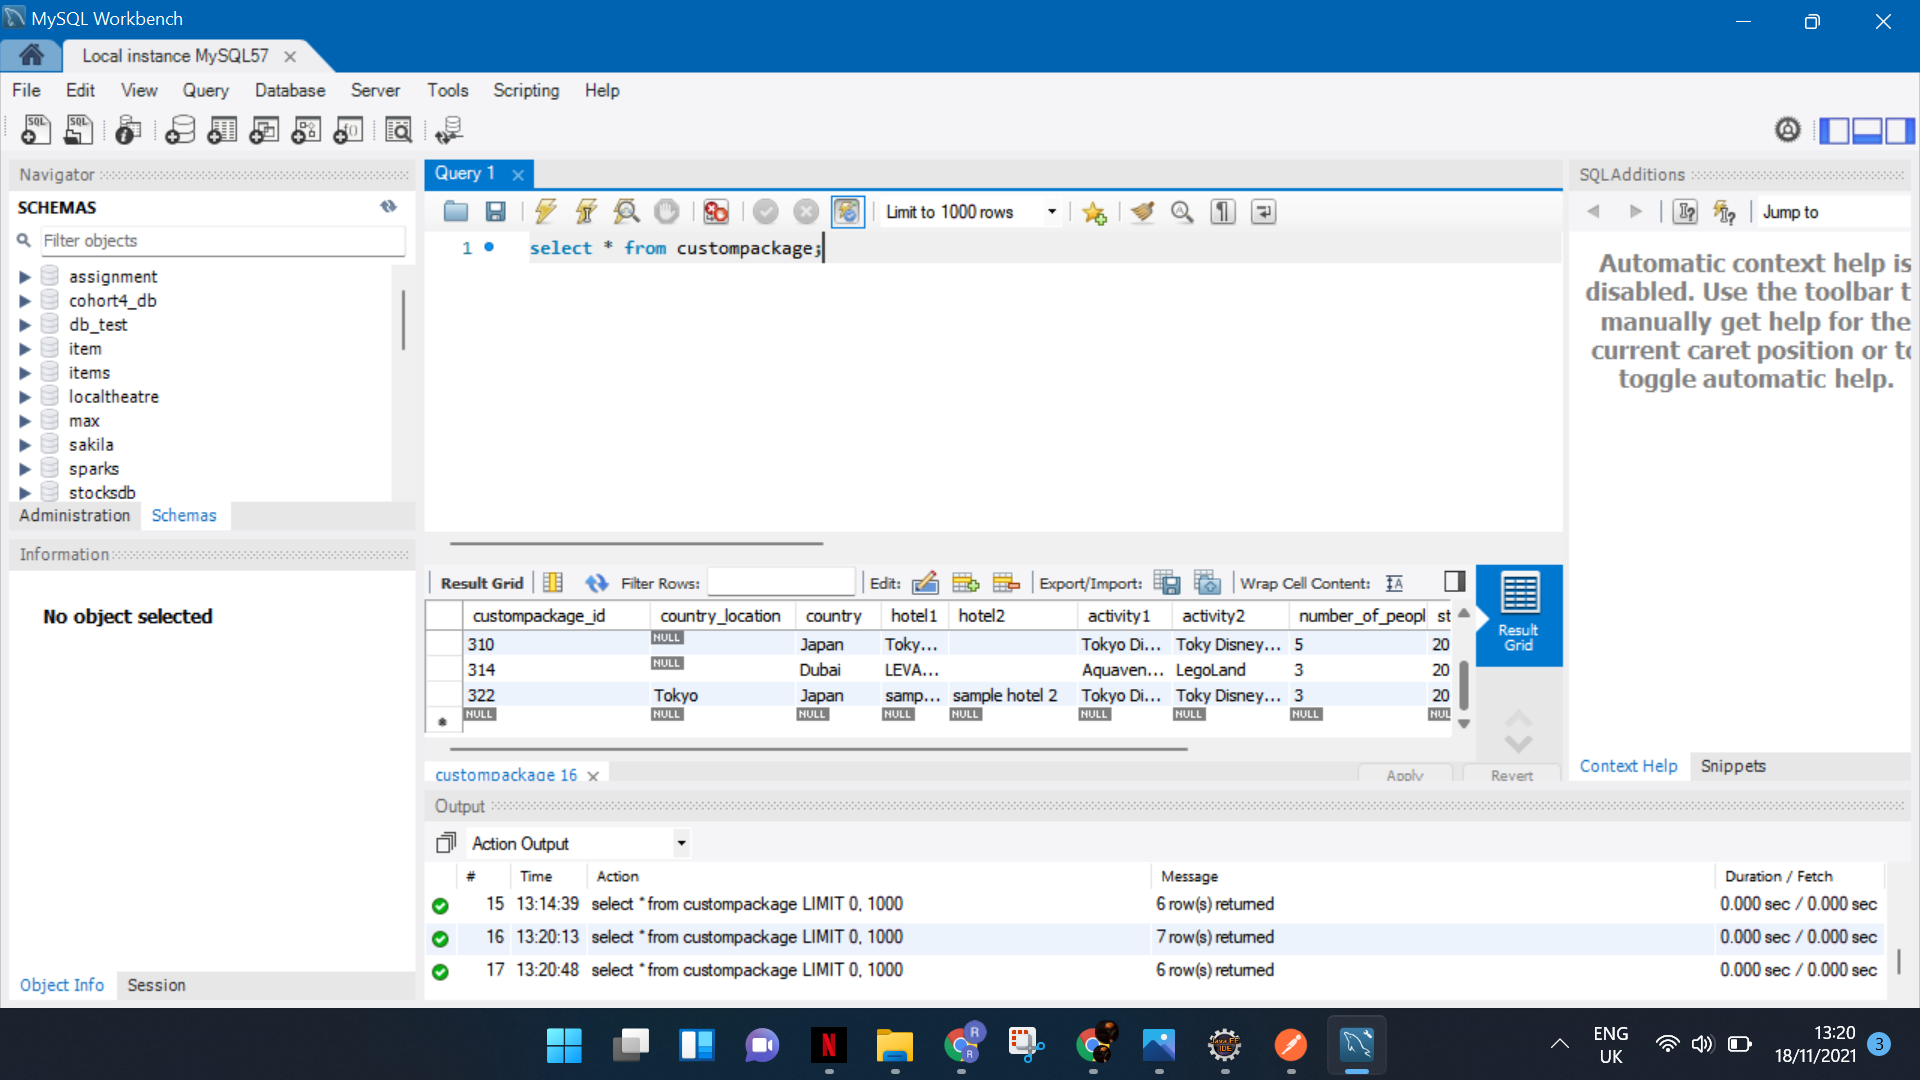 MySQL Workbench
Local instance MySQL57
File Edit View Query Database Server Tools Scripting Help
Navigator
SCHEMAS
Filter objects
assignment
cohort4_db
db_test
item
items
localtheatre
max
sakila
sparks
stocksdb
Administration Schemas
Information
No object selected
Object Info Session
Query 1
Limit to 1000 rows
1 select * from custompackage;
Result Grid Filter Rows: Edit: Export/Import: Wrap Cell Content:
custompackage_id country_location country hotel1 hotel2 activity1 activity2 number_of_peopl st
310 NULL Japan Toky... Tokyo Di... Toky Disney... 5 20
314 NULL Dubai LEVA... Aquaven... LegoLand 3 20
322 Tokyo Japan samp... sample hotel 2 Tokyo Di... Toky Disney... 3 20
* NULL NULL NULL NULL NULL NULL NULL NULL NUL
Result
Grid
custompackage 16 Apply Revert
SQLAdditions
Jump to
Automatic context help is
disabled. Use the toolbar t
manually get help for the
current caret position or to
toggle automatic help.
Context Help Snippets
Output
Action Output
# Time Action Message Duration / Fetch
15 13:14:39 select * from custompackage LIMIT 0, 1000 6 row(s) returned 0.000 sec / 0.000 sec
16 13:20:13 select * from custompackage LIMIT 0, 1000 7 row(s) returned 0.000 sec / 0.000 sec
17 13:20:48 select * from custompackage LIMIT 0, 1000 6 row(s) returned 0.000 sec / 0.000 sec
ENG
UK
13:20
18/11/2021
3